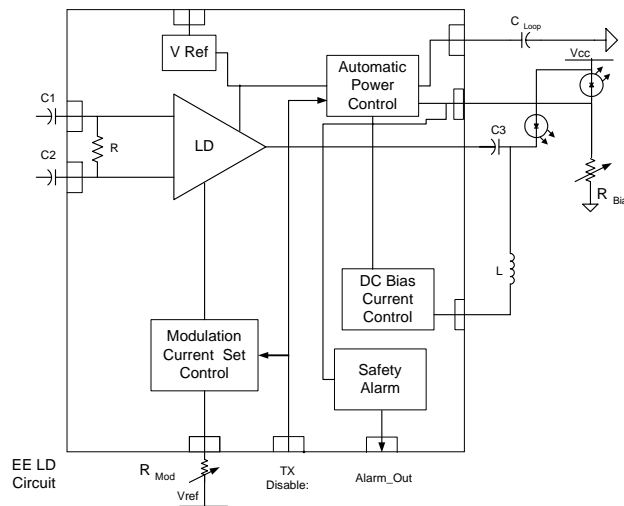 C Loop
Vcc
V Ref
Automatic
Power
Control
C1
C2
R
LD
C3
R Bia
L
DC Bias
Current
Control
Modulation
Current Set
Control
Safety
Alarm
EE LD
Circuit
R Mod
Vref
TX
Disable:
Alarm_Out